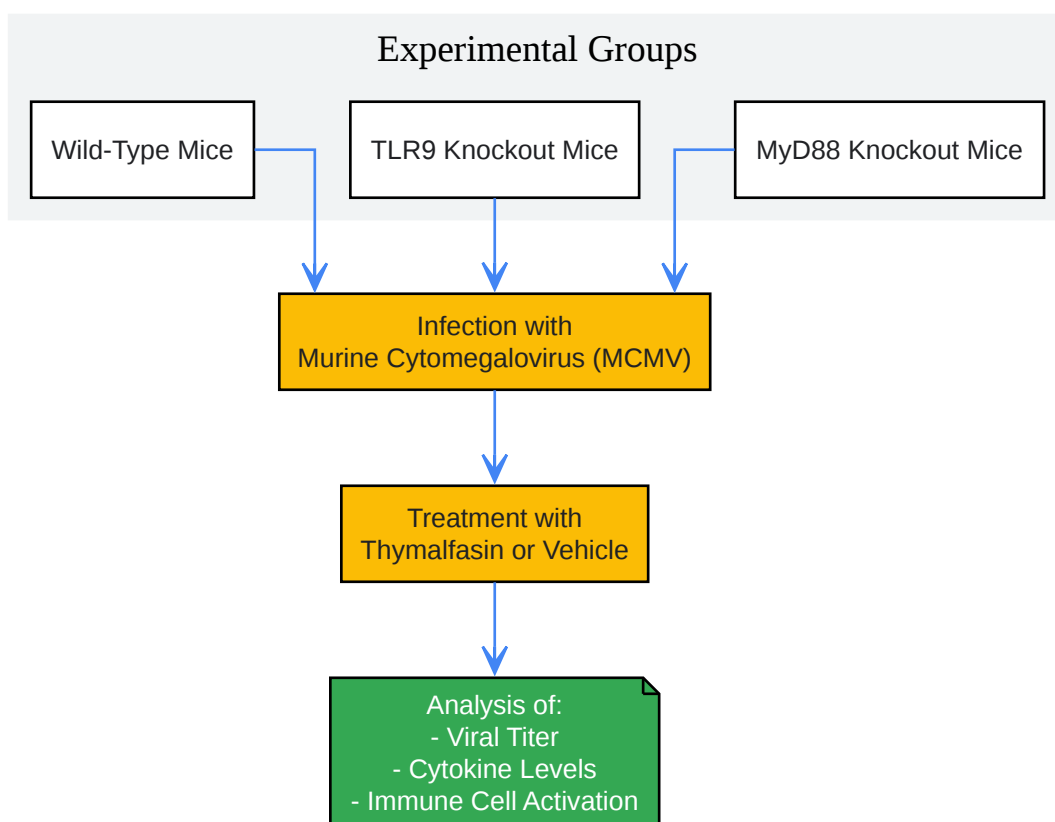 Experimental Groups
Wild-Type Mice
TLR9 Knockout Mice
MyD88 Knockout Mice
Infection with
Murine Cytomegalovirus (MCMV)
Treatment with
Thymalfasin or Vehicle
Analysis of:
- Viral Titer
- Cytokine Levels
- Immune Cell Activation